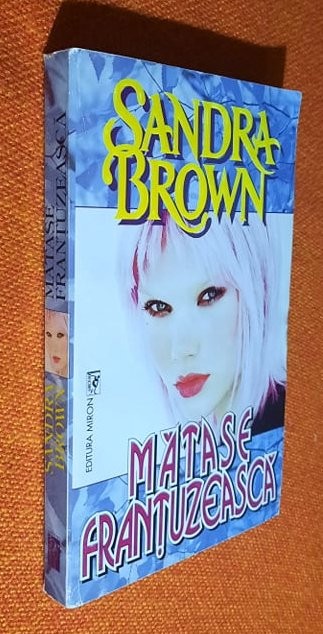 SANDRA
BROWN
EDITURA MIRON
MĂTASE
FRANȚUZEASCĂ
SANDRA
BROWN
MĂTASE
FRANȚUZEASCĂ